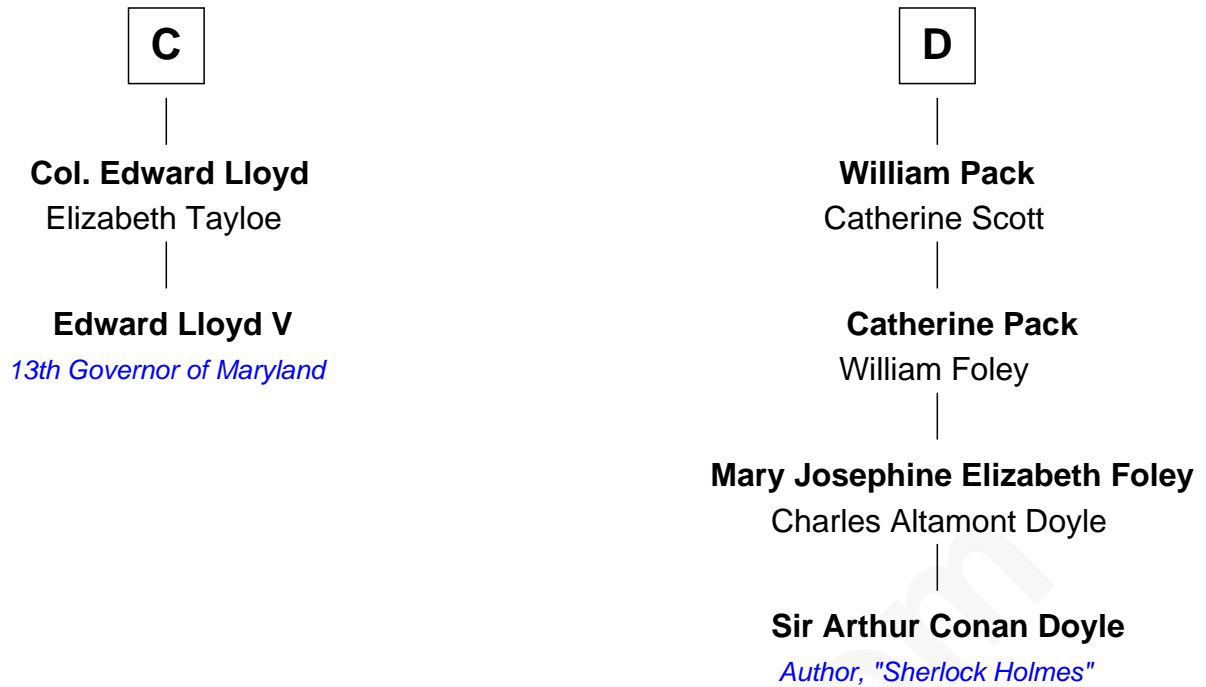 C
Col. Edward Lloyd
Elizabeth Tayloe
Edward Lloyd V
13th Governor of Maryland
D
William Pack
Catherine Scott
Catherine Pack
William Foley
Mary Josephine Elizabeth Foley
Charles Altamont Doyle
Sir Arthur Conan Doyle
Author, "Sherlock Holmes"